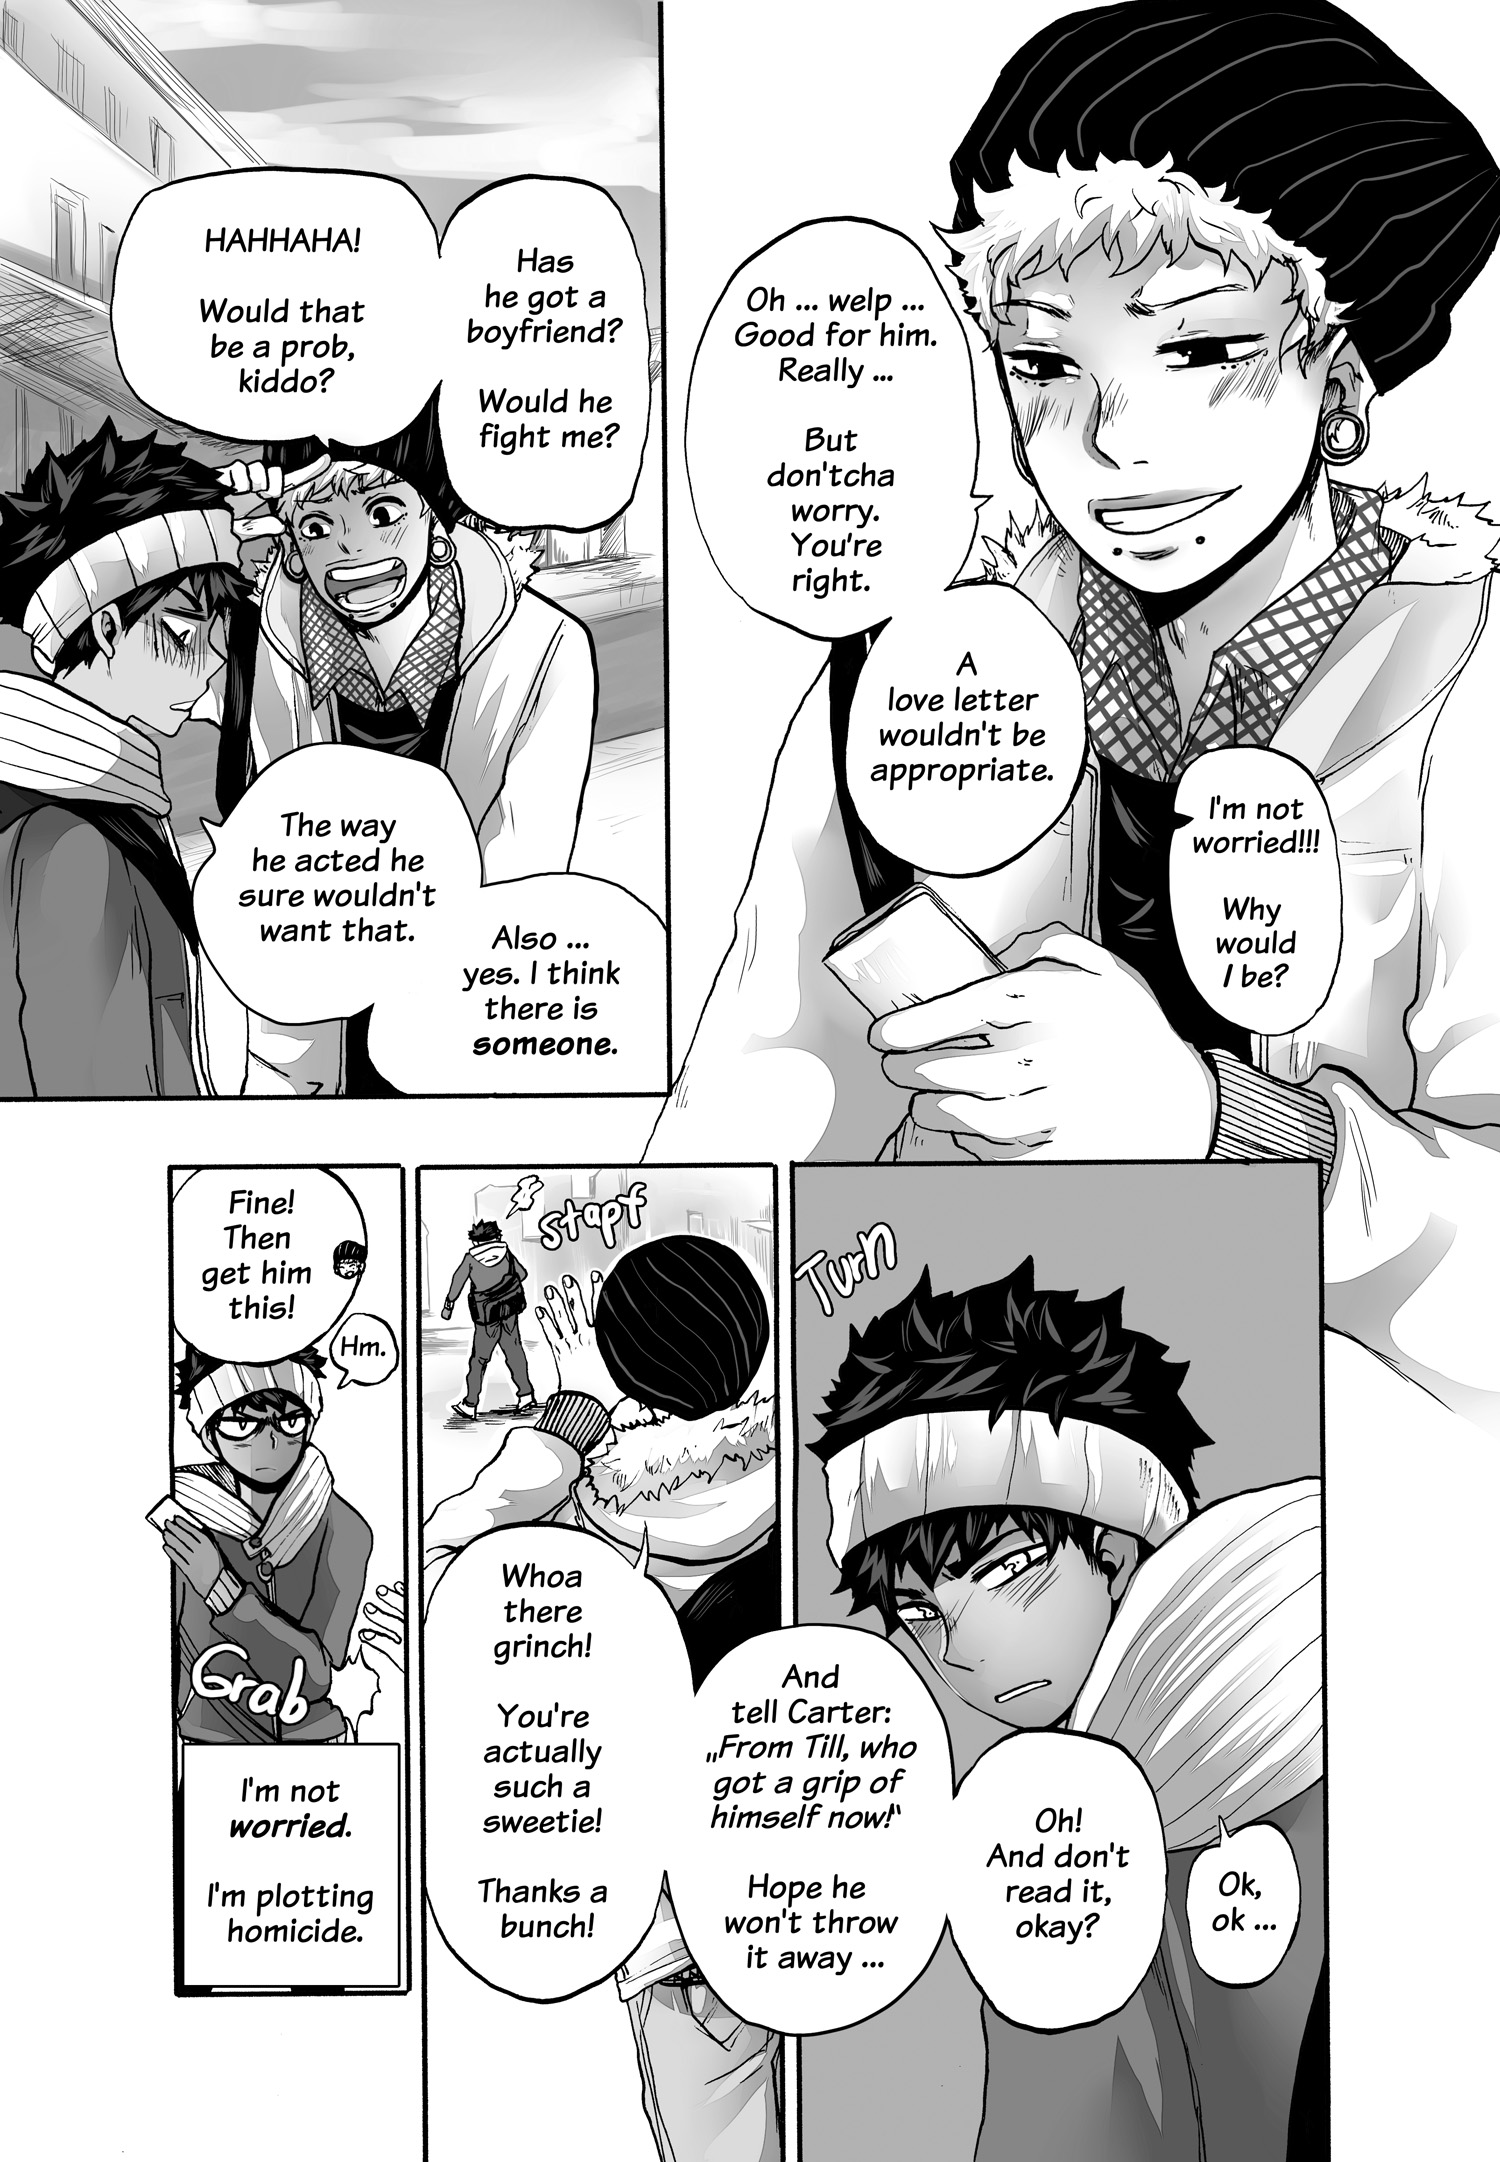 HAHHAHA!
Would that
be a prob,
kiddo?
Has
he got a
boyfriend?
Would he
fight me?
The way
he acted he
sure wouldn't
want that.
Also ...
yes. I think
there is
someone.
Oh ... welp ...
Good for him.
Really ...
But
don'tcha
worry.
You're
right.
A
love letter
wouldn't be
appropriate.
I'm not
worried!!!
Why
would
I be?
Fine!
Then
get him
this!
Hm.
Grab
I'm not
worried.
I'm plotting
homicide.
Stapf
Whoa
there
grinch!
You're
actually
such a
sweetie!
Thanks a
bunch!
Turn
And
tell Carter:
„From Till, who
got a grip of
himself now!“
Hope he
won't throw
it away ...
Oh!
And don't
read it,
okay?
Ok,
ok ...